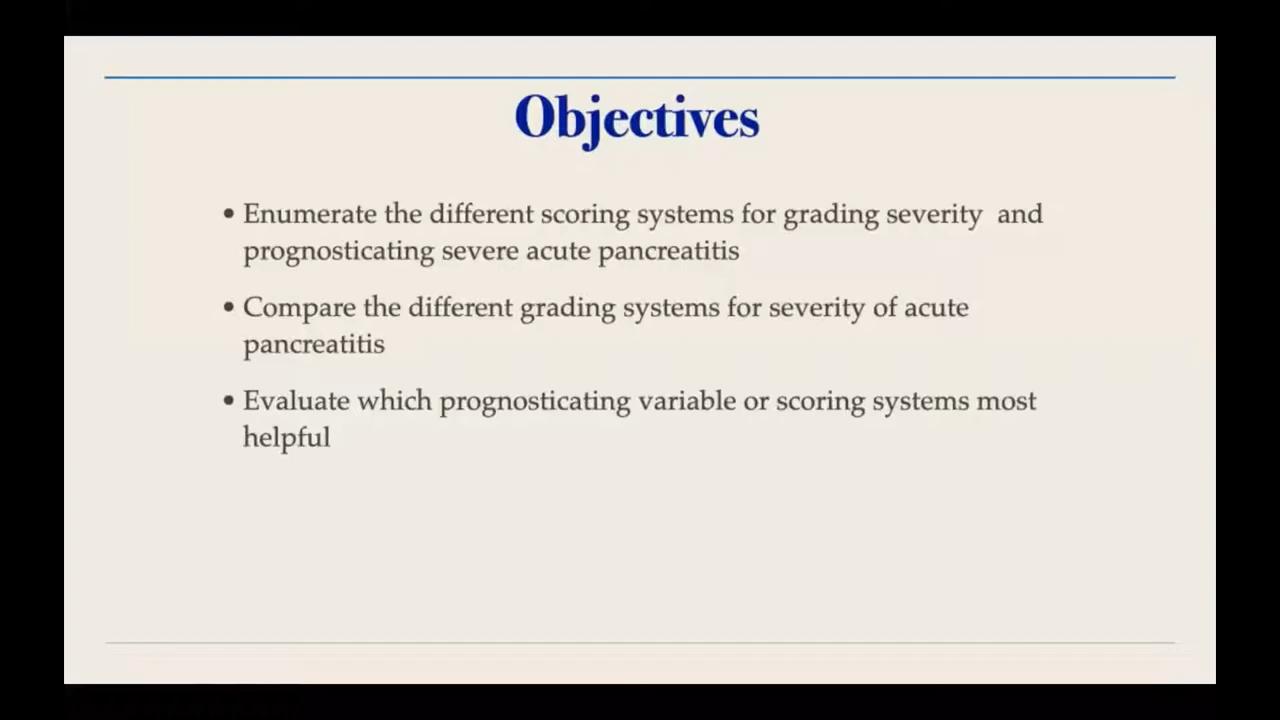 Objectives
• Enumerate the different scoring systems for grading severity  and
prognosticating severe acute pancreatitis
• Compare the different grading systems for severity of acute
pancreatitis
• Evaluate which prognosticating variable or scoring systems most
helpful